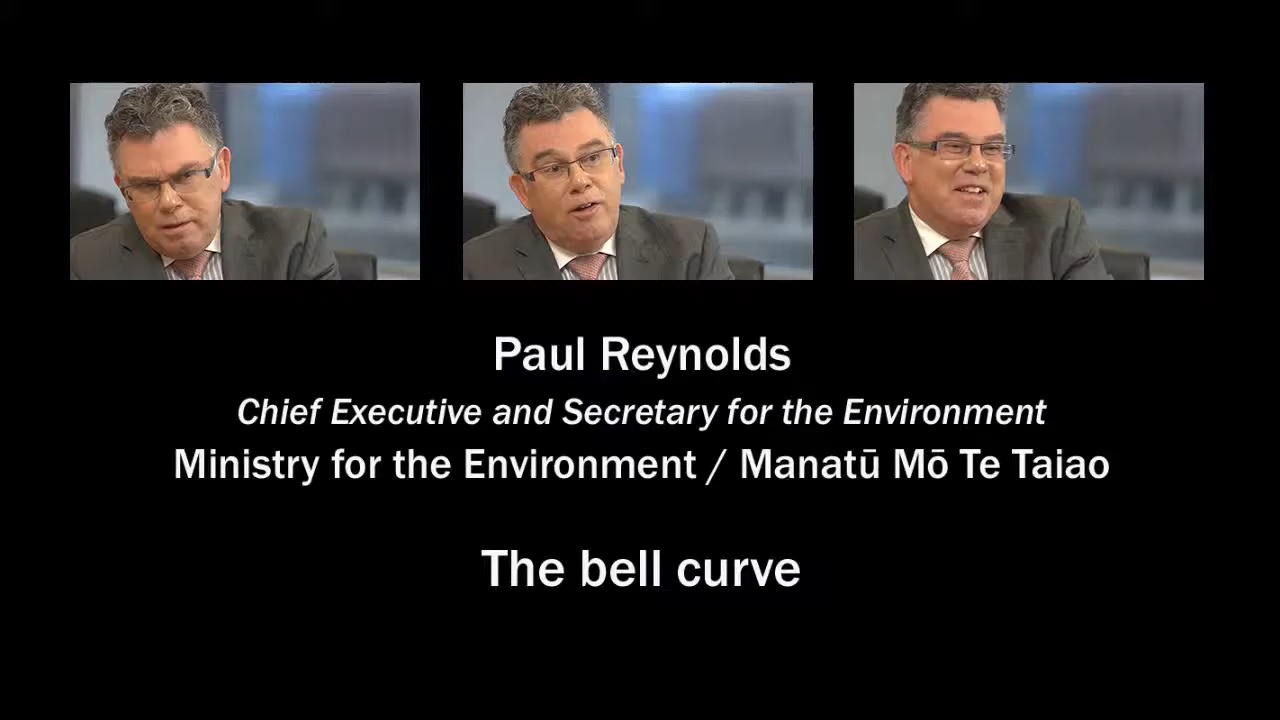 Paul Reynolds
Chief Executive and Secretary for the Environment
Ministry for the Environment / Manatū Mō Te Taiao
The bell curve